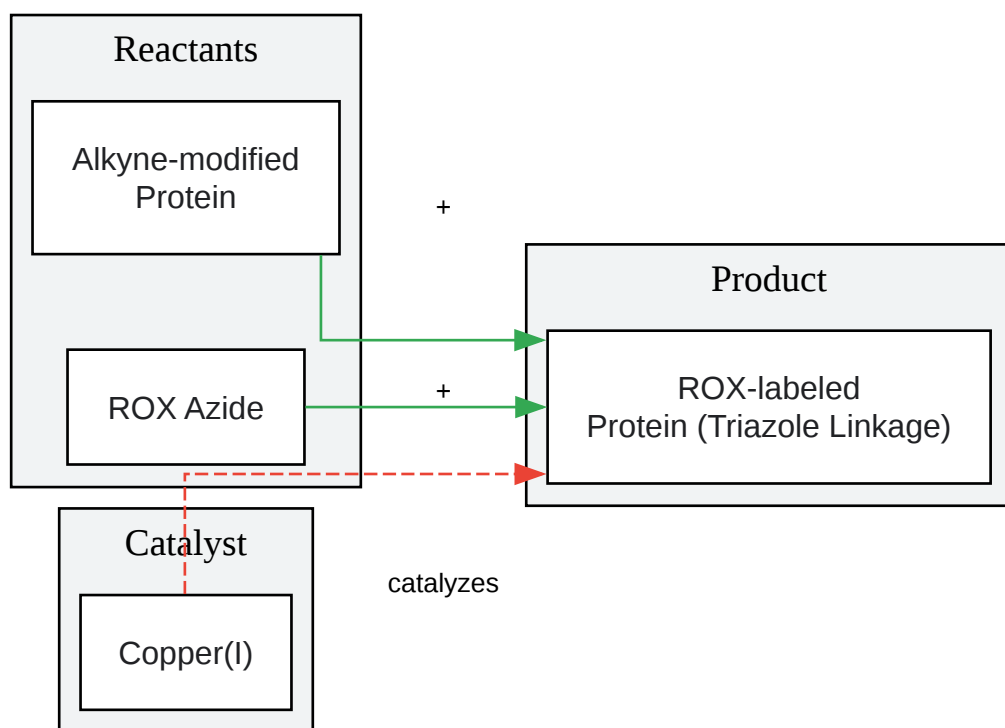 Reactants
Alkyne-modified
Protein
+
Product
ROX Azide
+
ROX-labeled
Protein (Triazole Linkage)
Catalyst
catalyzes
Copper(I)